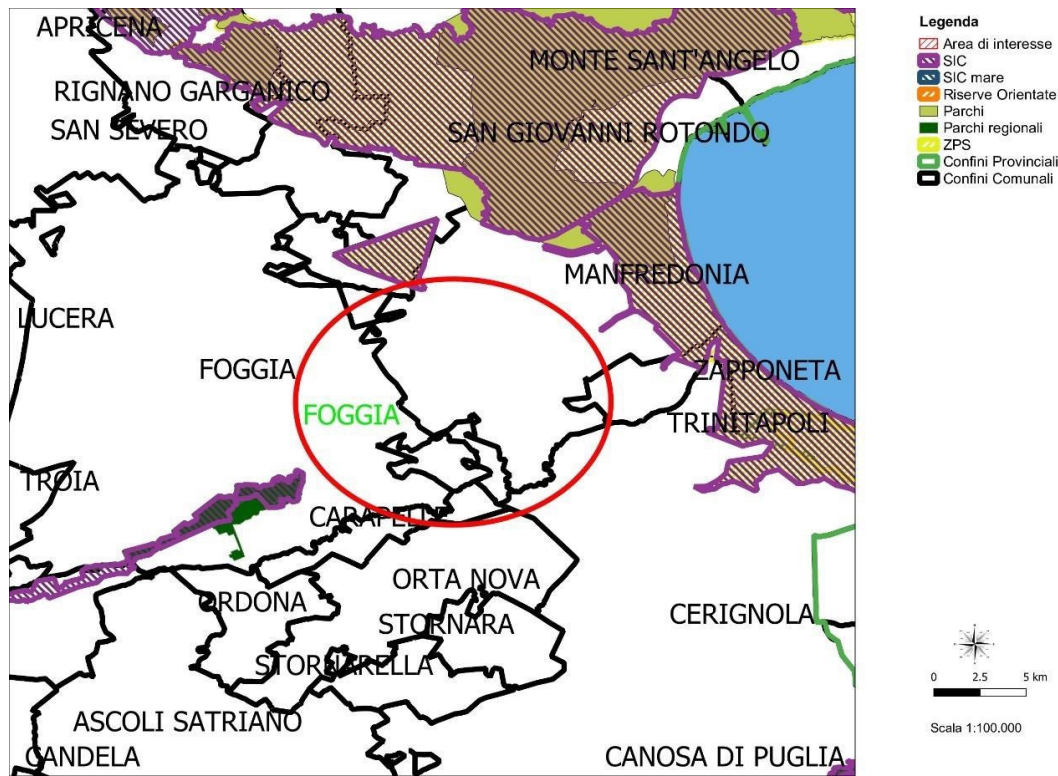 APRICENA
MONTE SANT'ANGELO
RIGNANO GARGANICO
SAN SEVERO
SAN GIOVANNI ROTONDO
2
MANFREDONIA
LUCERA
FOGGIA
ZAPPONETA
FOGGIA
TRINITAPOLI
TROIA
CARAPELLE
ORTA NOVA
ORDONA
CERIGNOLA
STORNARA
STORNARELLA
ASCOLI SATRIANO
CANDELA
CANOSA DI PUGLIA
Legenda
Area di interesse
SIC
SIC mare
Riserve Orientate
Parchi
Parchi regionali
ZPS
Confini Provinciali
Confini Comunali
0 2.5 5 km
Scala 1:100.000